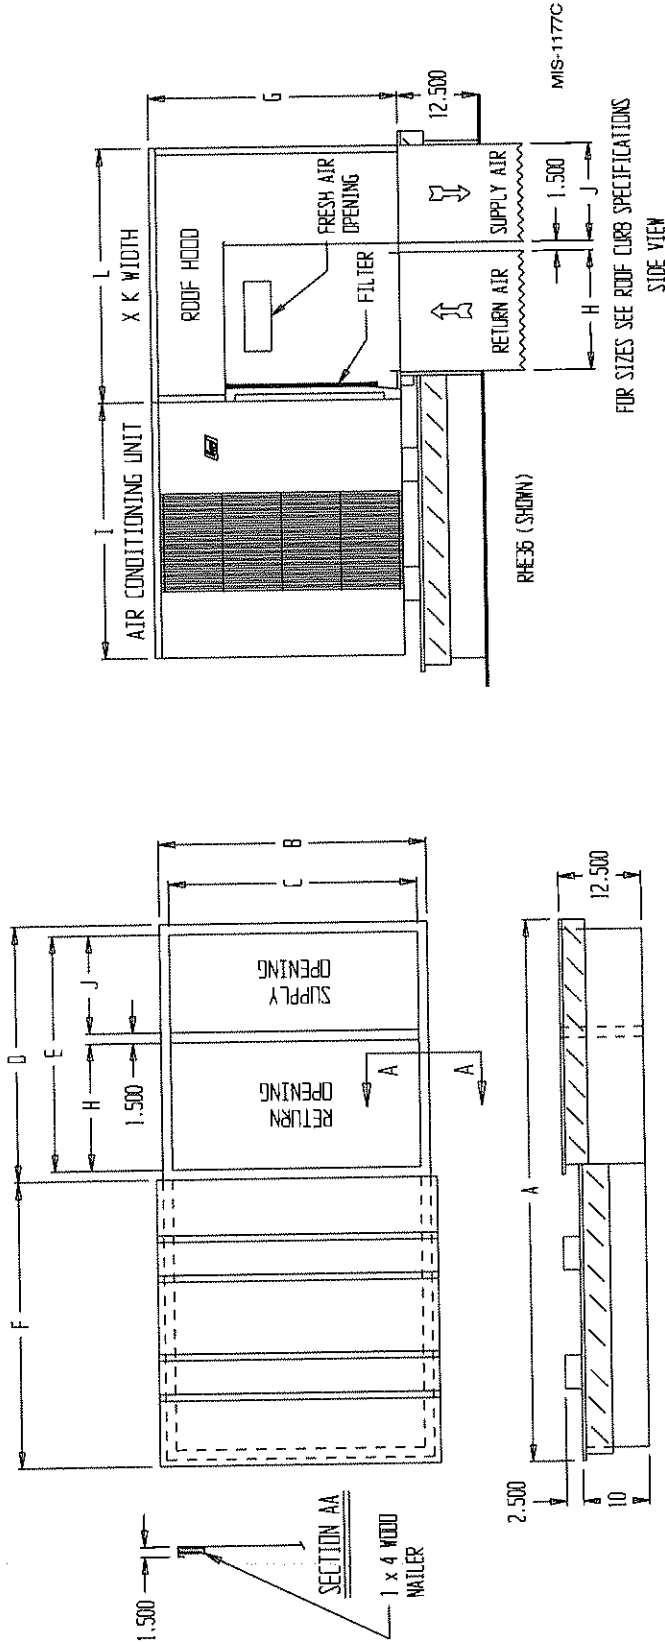 MIS-1177C
L
X K WIDTH
I
AIR CONDITIONING UNIT
G
ROOF HOOD
FRESH AIR
OPENING
FILTER
12.500
SUPPLY AIR
RETURN AIR
1.500
J
H
RHE36 (SHOWN)
FOR SIZES SEE ROOF CURB SPECIFICATIONS
SIDE VIEW
D
F
E
J
H
1.500
SUPPLY
OPENING
RETURN
OPENING
C
B
A
A
1.500
SECTION AA
1 x 4 WOOD
NAILER
A
12.500
2.500
10